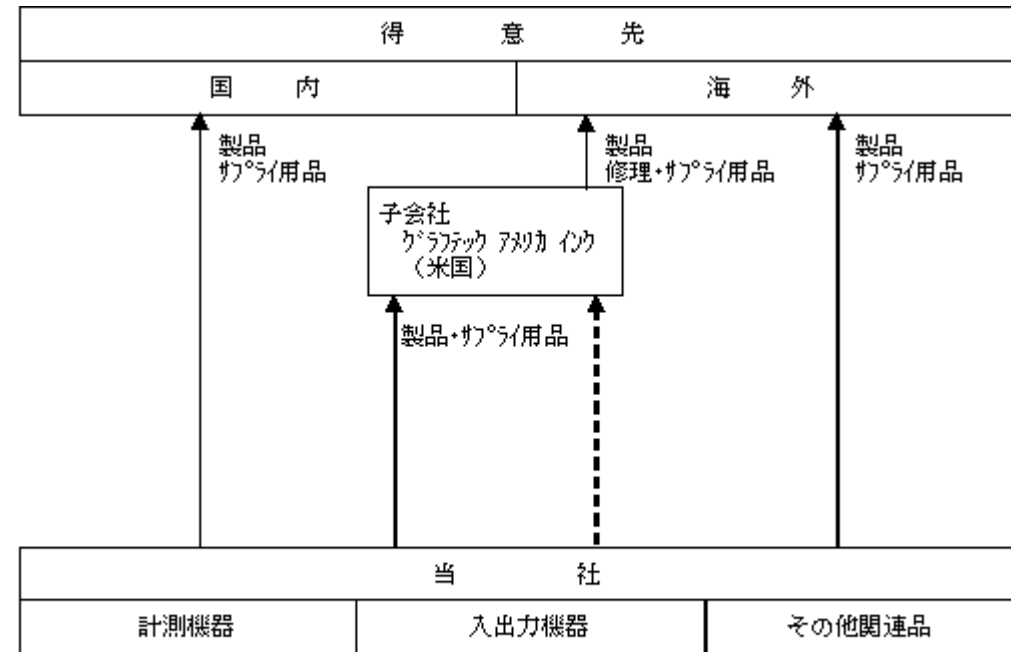 得意先
国内
海外
製品
ｻﾌﾟﾗｲ用品
製品
修理・ｻﾌﾟﾗｲ用品
製品
ｻﾌﾟﾗｲ用品
子会社
ｸﾞﾗﾌﾃｯｸ ｱﾒﾘｶ ｲﾝｸ
（米国）
製品・ｻﾌﾟﾗｲ用品
当社
計測機器
入出力機器
その他関連品